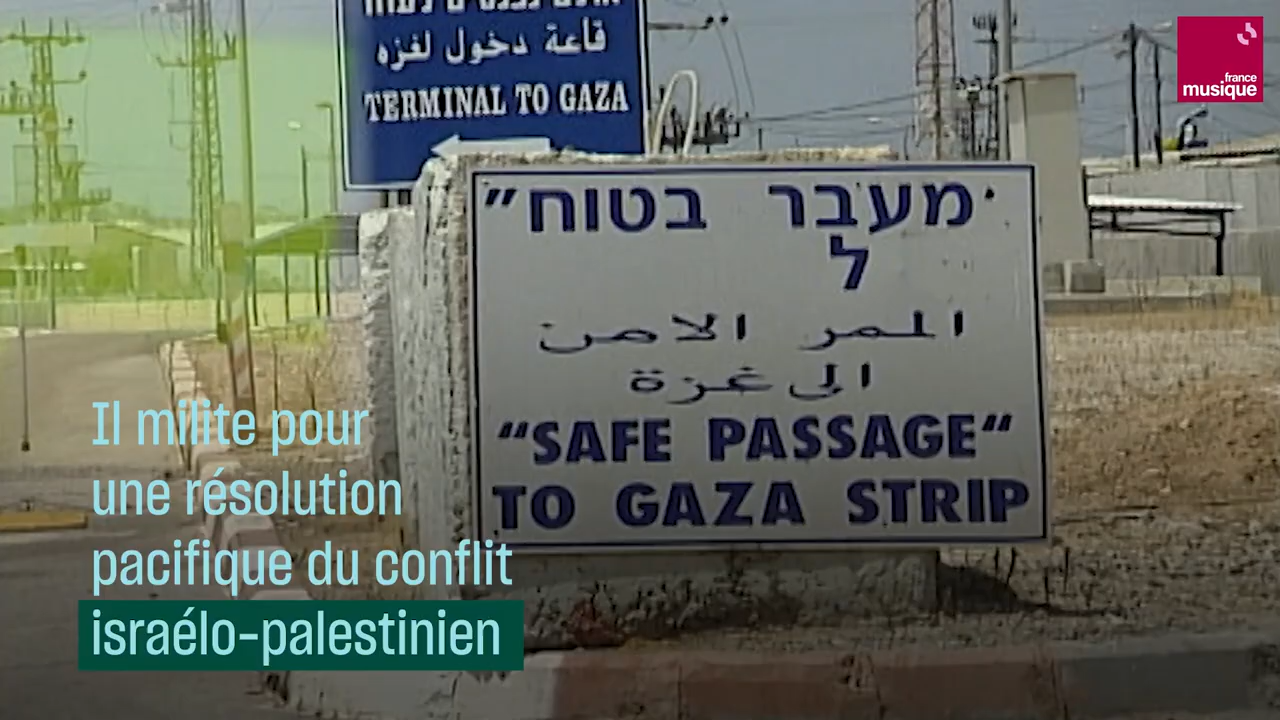 قاعة دخول لغزه
TERMINAL TO GAZA
france
musique
"מעבר בטוח'
ל
الممر الامن
الى غزة
“SAFE PASSAGE“
TO GAZA STRIP
Il milite pour
une résolution
pacifique du conflit
israélo-palestinien